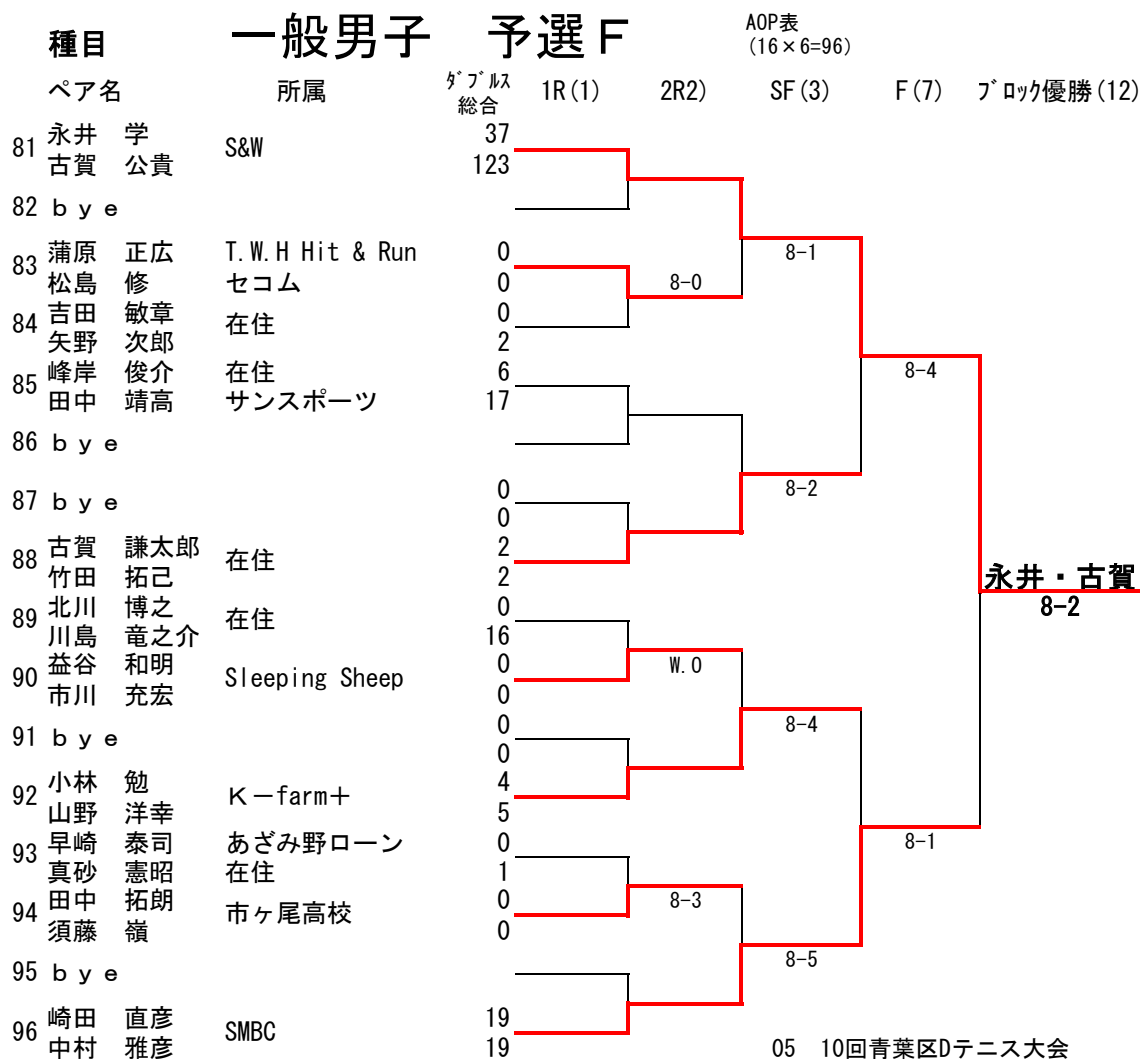 種目 一般男子 予選F AOP表
(16×6=96)
ペア名 所属 ダブルス総合 1R(1) 2R2) SF(3) F(7) ブロック優勝(12)
81 永井 学 S&W 37
古賀 公貴 123
82 bye
83 蒲原 正広 T.W.H Hit & Run 0
松島 修 セコム 0
8-1
8-0
84 吉田 敏章 在住 0
矢野 次郎 2
85 峰岸 俊介 在住 6
田中 靖高 サンスポーツ 17
8-4
86 bye
87 bye 0
0
8-2
88 古賀 謙太郎 在住 2
竹田 拓己 2
永井・古賀
8-2
89 北川 博之 在住 0
川島 竜之介 16
90 益谷 和明 Sleeping Sheep 0
市川 充宏 0
W.O
91 bye 0
0
8-4
92 小林 勉 K-farm+ 4
山野 洋幸 5
93 早崎 泰司 あざみ野ローン 0
真砂 憲昭 在住 1
8-1
94 田中 拓朗 市ヶ尾高校 0
須藤 嶺 0
8-3
95 bye
8-5
96 崎田 直彦 SMBC 19
中村 雅彦 19
05 10回青葉区Dテニス大会